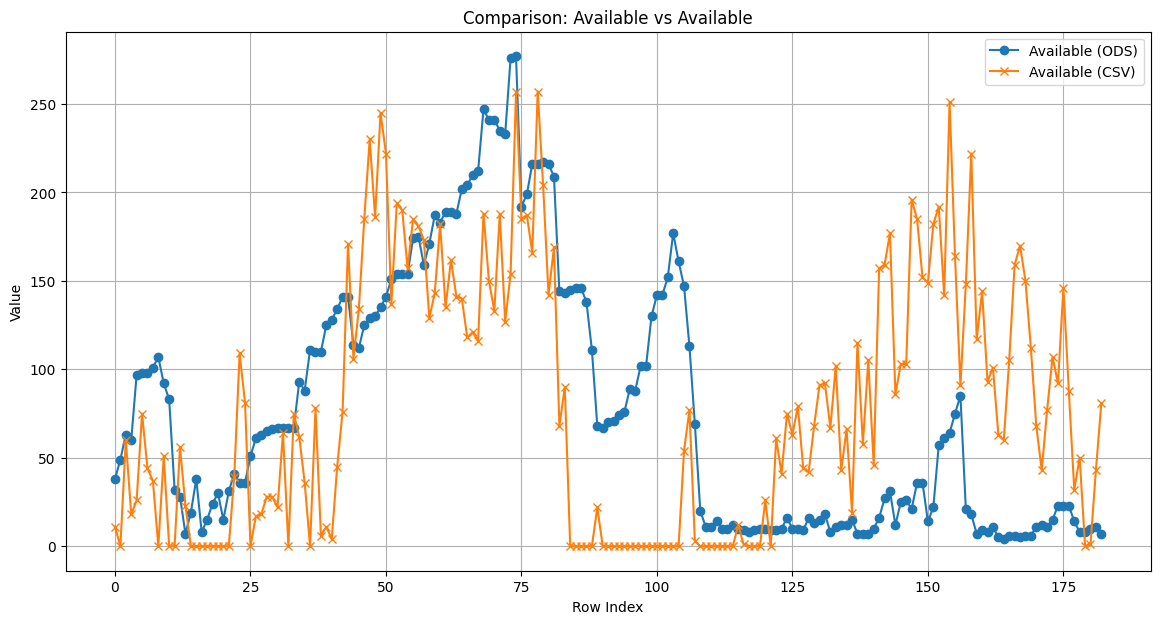 Comparison: Available vs Available
Available (ODS)
Available (CSV)
Value
250
200
150
100
50
0
0 25 50 75 100 125 150 175
Row Index